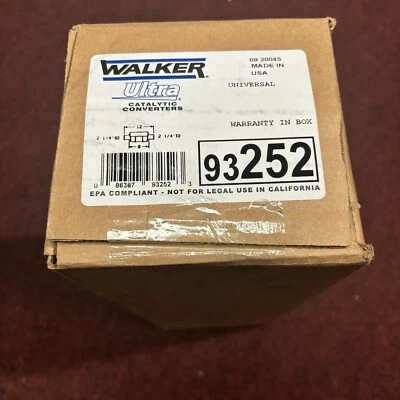 WALKER
Ultra
CATALYTIC
CONVERTERS
09 20045
MADE IN
USA
UNIVERSAL
WARRANTY IN BOX
12
2 1/4"ID 2 1/4"ID
8
93252
0 86387 93252 3
EPA COMPLIANT - NOT FOR LEGAL USE IN CALIFORNIA